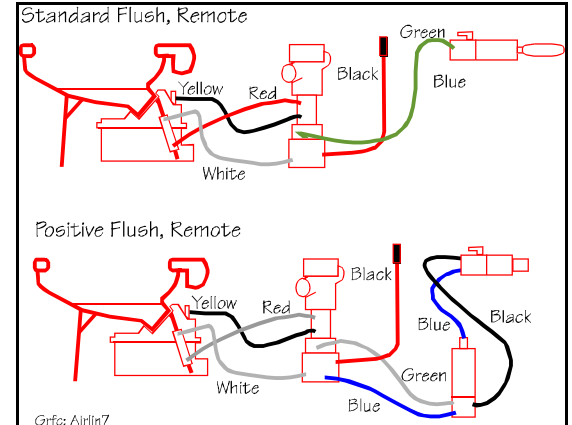 Standard Flush, Remote
Green
Yellow
Red
Black
Blue
White
Positive Flush, Remote
Yellow
Red
Black
Blue
Black
White
Green
Blue
Grfc: Airlin7